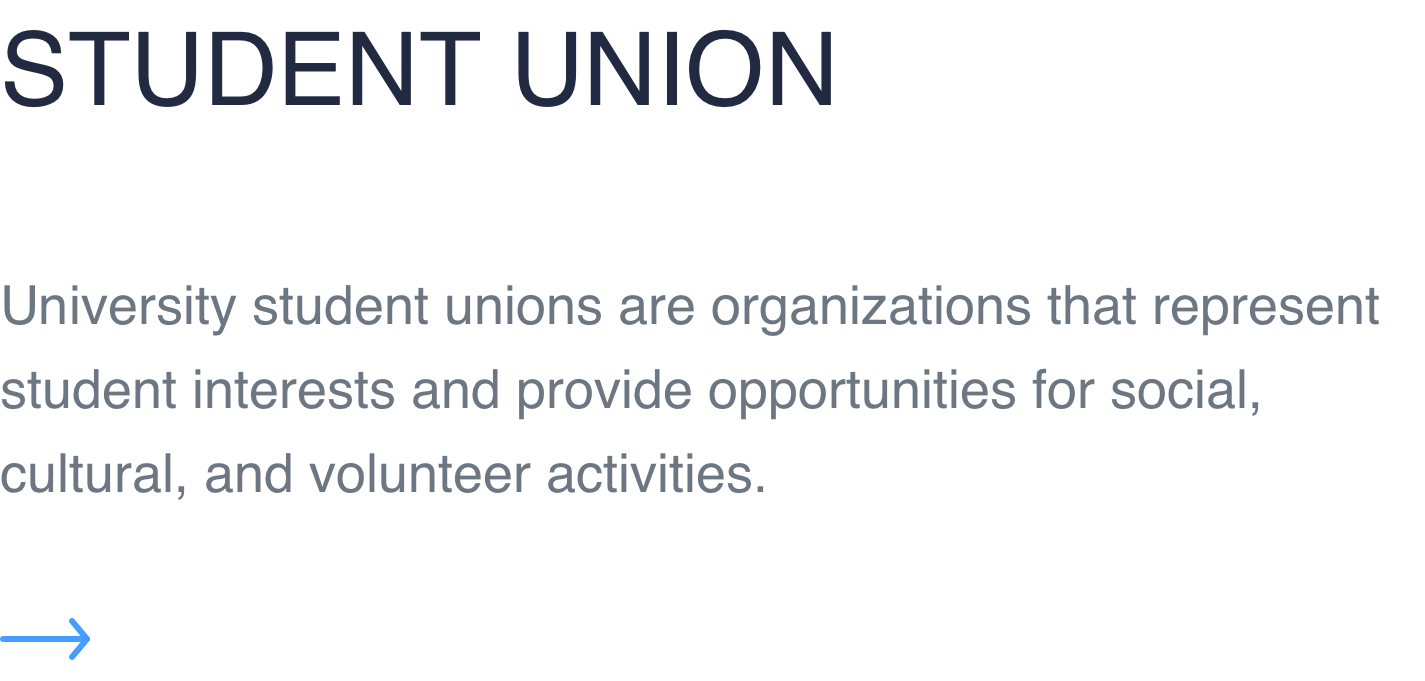 STUDENT UNION
University student unions are organizations that represent
student interests and provide opportunities for social,
cultural, and volunteer activities.